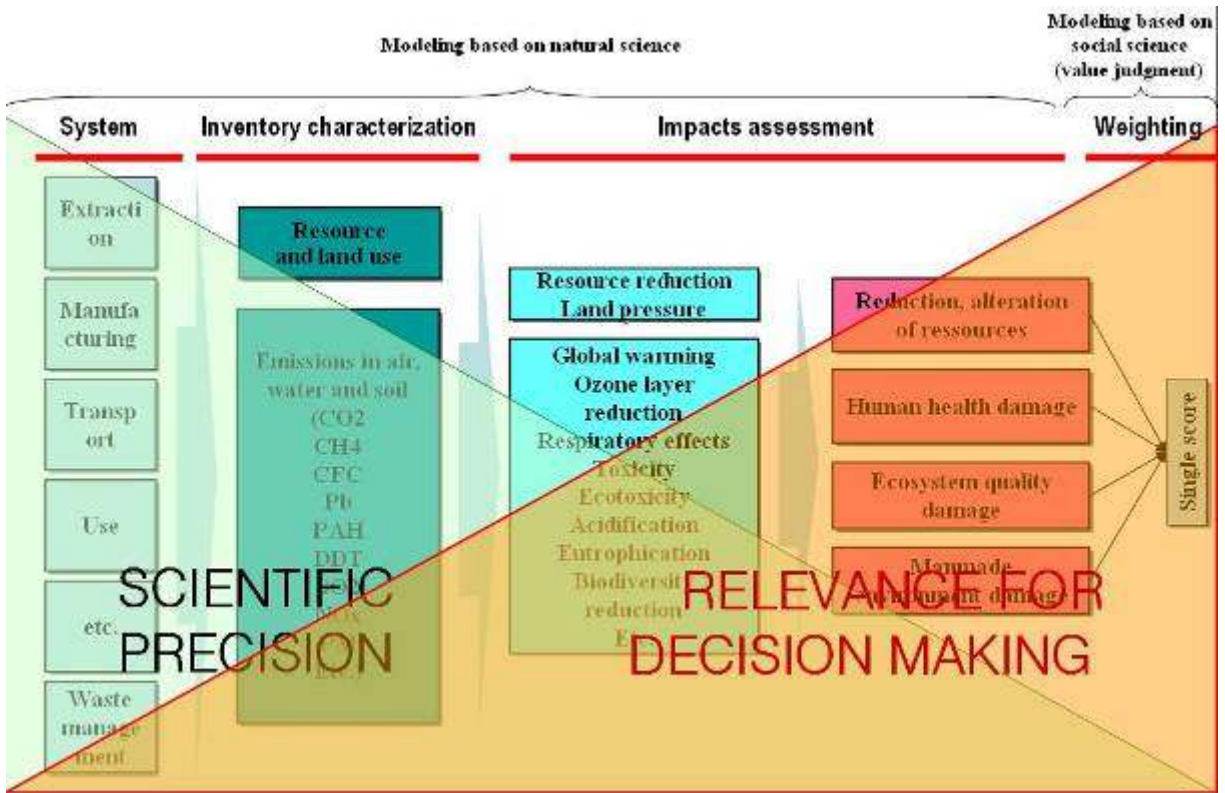 Modeling based on natural science
Modeling based on
social science
(value judgment)
System
Inventory characterization
Impacts assessment
Weighting
Extracti
on
Manufa
cturing
Transp
ort
Use
etc.
Waste
manage
ment
Resource
and land use
Emissions in air,
water and soil
(CO2
CH4
CFC
Pb
PAH
DDT
Resource reduction
Land pressure
Global warming
Ozone layer
reduction
Respiratory effects
Toxicity
Ecotoxicity
Acidification
Eutrophication
Biodiversity
reduction
Reduction, alteration
of ressources
Human health damage
Ecosystem quality
damage
Manmade
damage
Single score
SCIENTIFIC
PRECISION
RELEVANCE FOR
DECISION MAKING